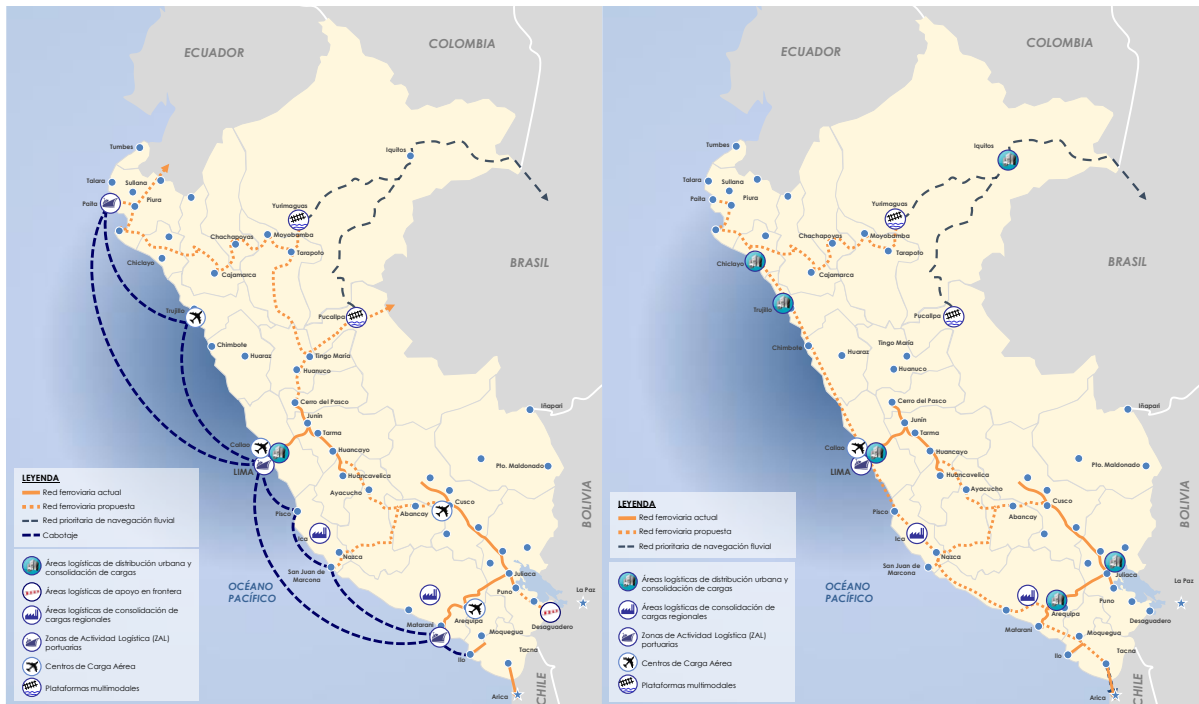 ECUADOR
COLOMBIA
Tumbes
Iquitos
Talara
Sullana
Paita
Piura
Yurimaguas
Chachapoyas
Moyobamba
Tarapoto
Chiclayo
Cajamarca
BRASIL
Trujillo
Pucallpa
Chimbote
Huaraz
Tingo María
Huanuco
Cerro del Pasco
Iñapari
Junín
Tarma
Callao
Huancayo
LIMA
Pto. Maldonado
Huancavelica
Ayacucho
Cusco
Abancay
Pisco
Ica
Nazca
San Juan de
Marcona
BOLIVIA
Juliaca
Puno
La Paz
OCÉANO
PACÍFICO
Arequipa
Matarani
Desaguadero
Moquegua
Ilo
Tacna
Arica
CHILE
LEYENDA
Red ferroviaria actual
Red ferroviaria propuesta
Red prioritaria de navegación fluvial
Cabotaje
Áreas logísticas de distribución urbana y
consolidación de cargas
Áreas logísticas de apoyo en frontera
Áreas logísticas de consolidación de
cargas regionales
Zonas de Actividad Logística (ZAL)
portuarias
Centros de Carga Aérea
Plataformas multimodales
ECUADOR
COLOMBIA
Tumbes
Iquitos
Talara
Sullana
Paita
Piura
Yurimaguas
Chachapoyas
Moyobamba
Tarapoto
Chiclayo
Cajamarca
BRASIL
Trujillo
Pucallpa
Chimbote
Tingo María
Huaraz
Huanuco
Cerro del Pasco
Iñapari
Junín
Tarma
Callao
Huancayo
LIMA
Pto. Maldonado
Huancavelica
Ayacucho
Cusco
Abancay
Pisco
Ica
Nazca
San Juan de
Marcona
BOLIVIA
Juliaca
Puno
La Paz
OCÉANO
PACÍFICO
Arequipa
Matarani
Desaguadero
Moquegua
Ilo
Tacna
Arica
CHILE
LEYENDA
Red ferroviaria actual
Red ferroviaria propuesta
Red prioritaria de navegación fluvial
Áreas logísticas de distribución urbana y
consolidación de cargas
Áreas logísticas de consolidación de
cargas regionales
Zonas de Actividad Logística (ZAL)
portuarias
Centros de Carga Aérea
Plataformas multimodales